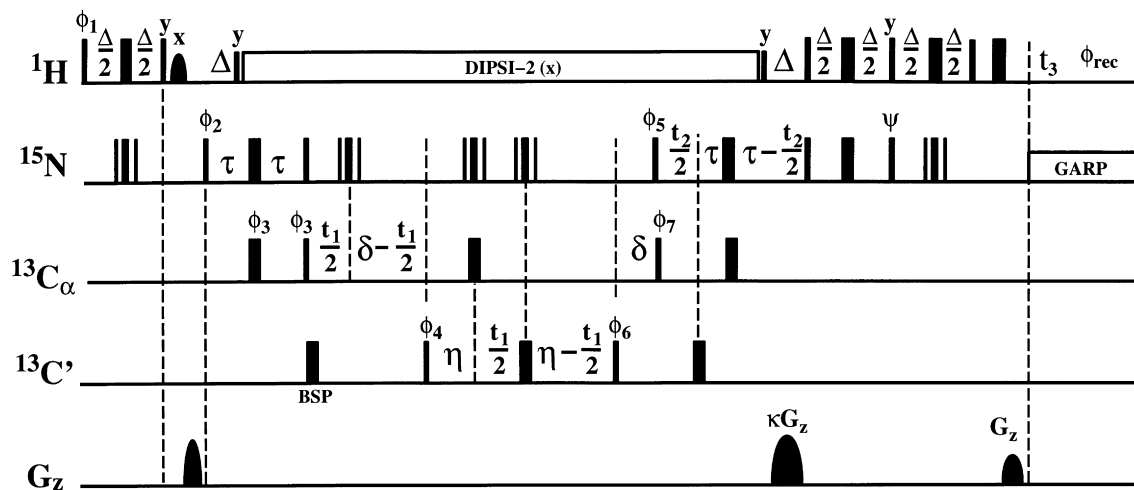 ϕ1 Δ/2 Δ/2 y x Δ y DIPSI–2 (x) y Δ Δ/2 Δ/2 y Δ/2 Δ/2 t3 ϕrec
1H
ϕ2 ϕ5 ψ
15N τ τ t2/2 τ τ – t2/2 GARP
ϕ3 ϕ3 ϕ7
13Cα t1/2 δ – t1/2 δ
ϕ4 ϕ6
13C' η t1/2 η – t1/2
BSP
κGz Gz
Gz